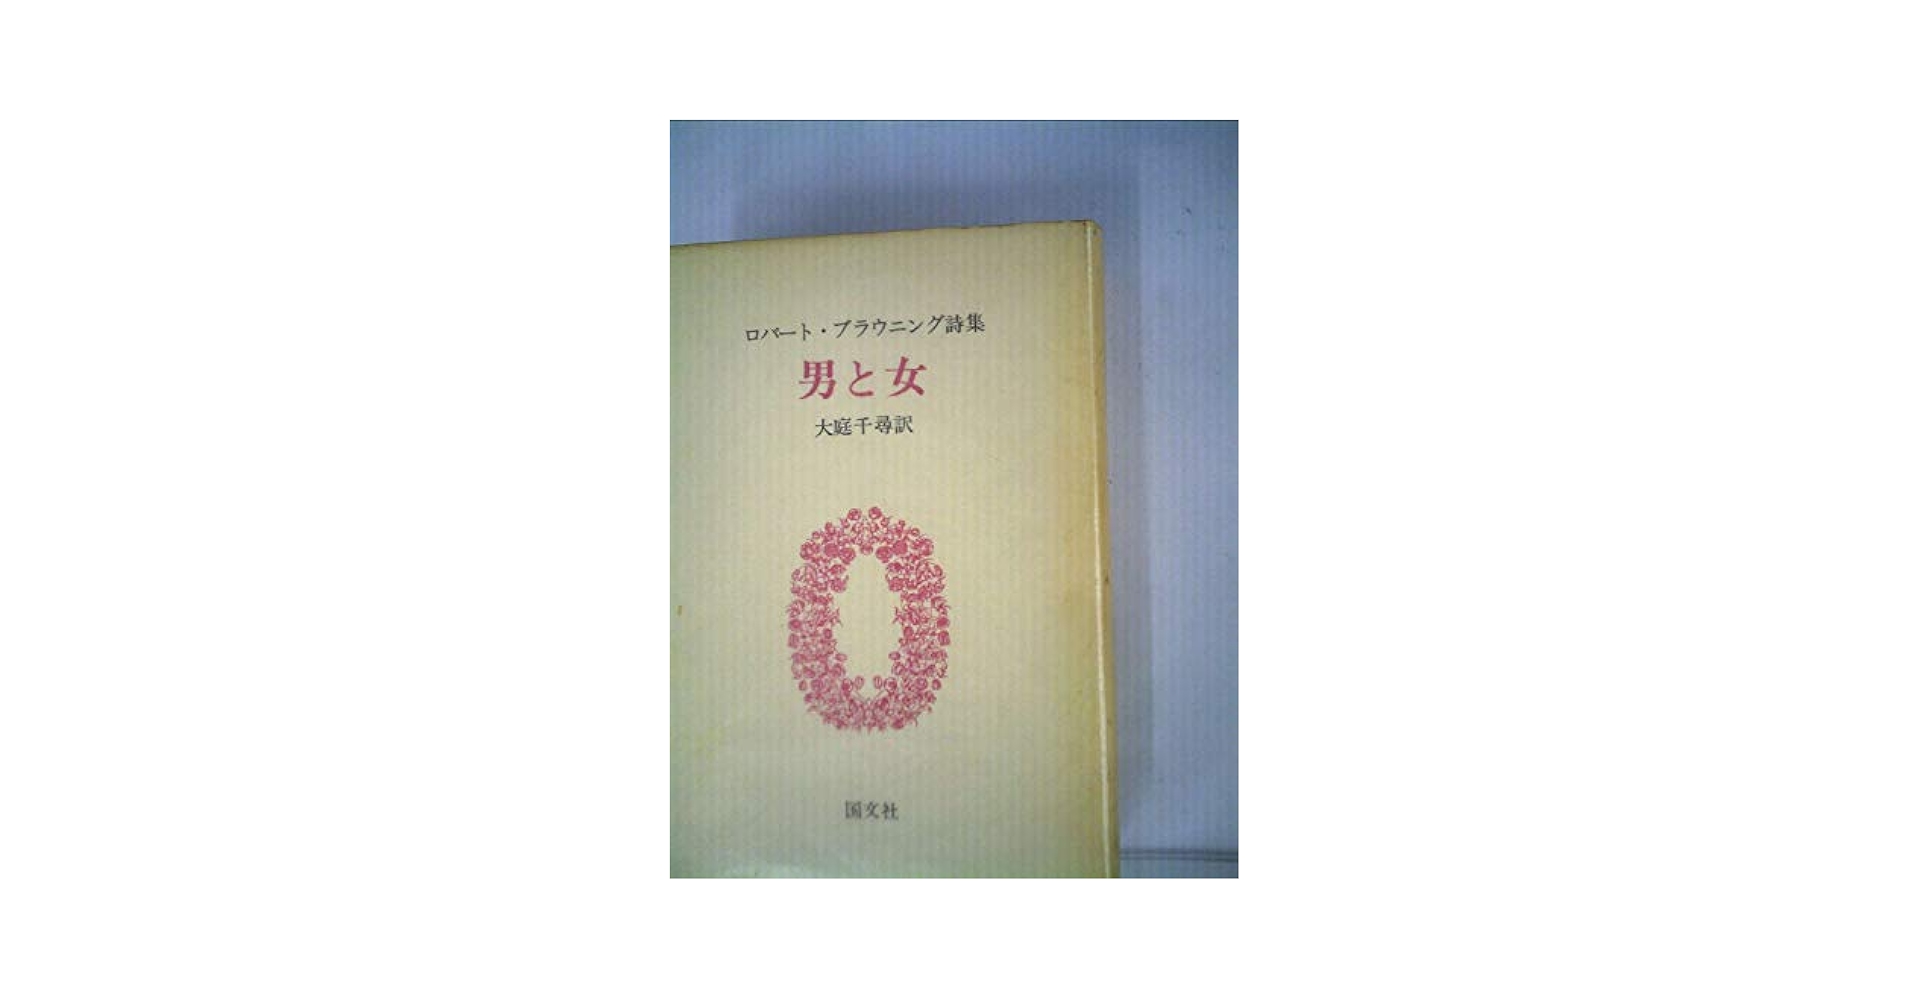 ロバート・ブラウニング詩集
男と女
大庭千尋訳
国文社